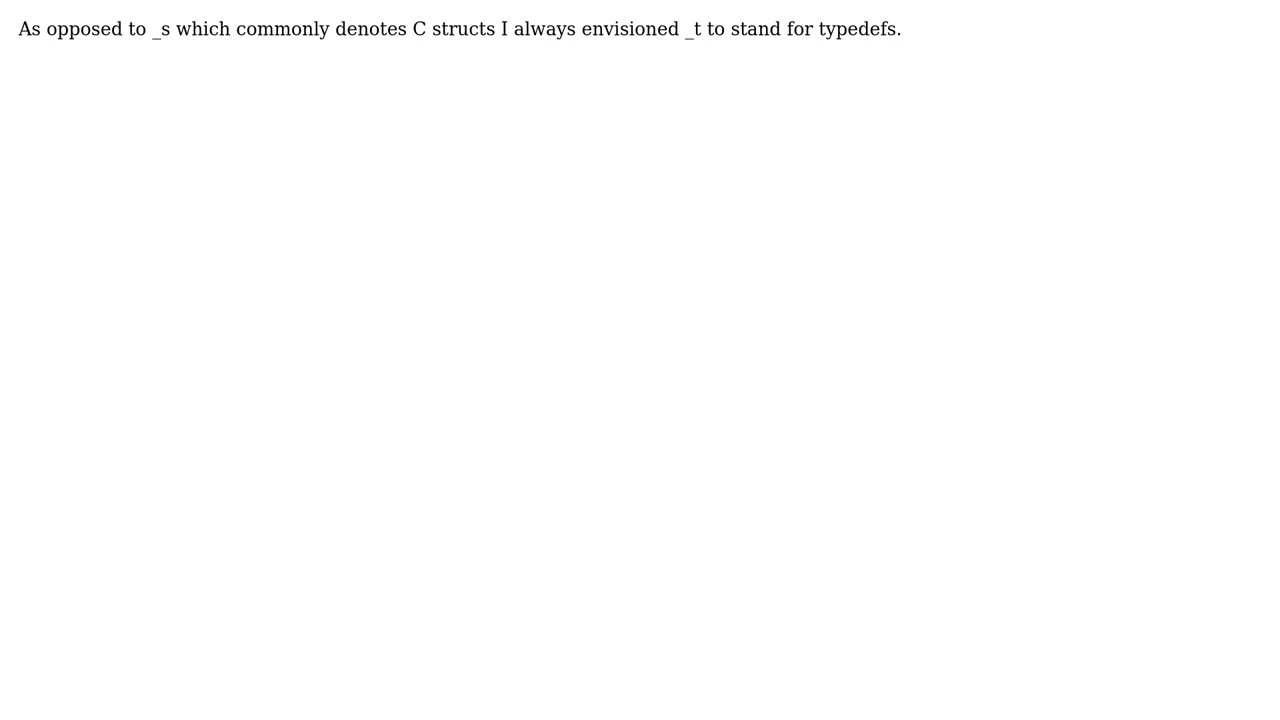 As opposed to _s which commonly denotes C structs I always envisioned _t to stand for typedefs.